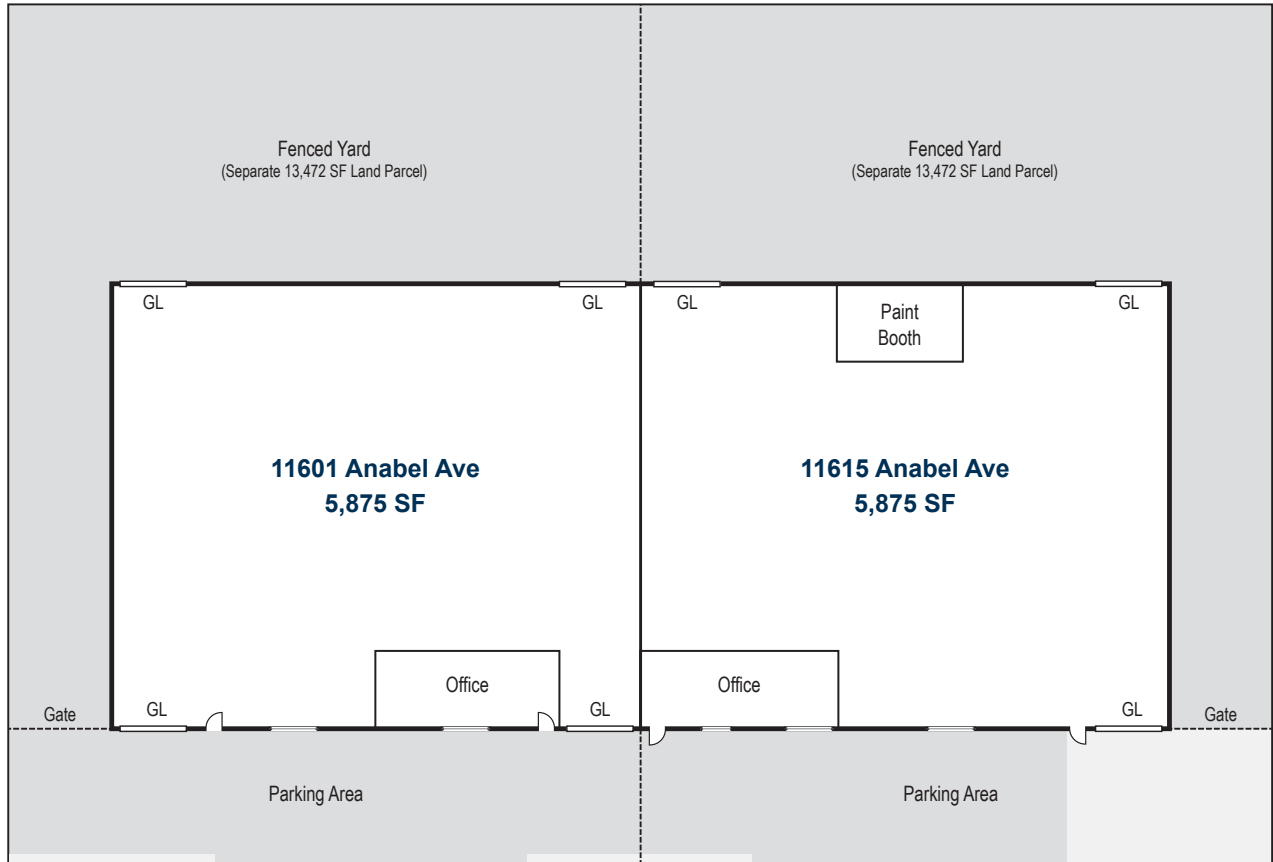 Fenced Yard
(Separate 13,472 SF Land Parcel)
Fenced Yard
(Separate 13,472 SF Land Parcel)
GL
GL
GL
GL
Paint
Booth
11601 Anabel Ave
5,875 SF
11615 Anabel Ave
5,875 SF
Office
Office
Gate
GL
GL
GL
Gate
Parking Area
Parking Area